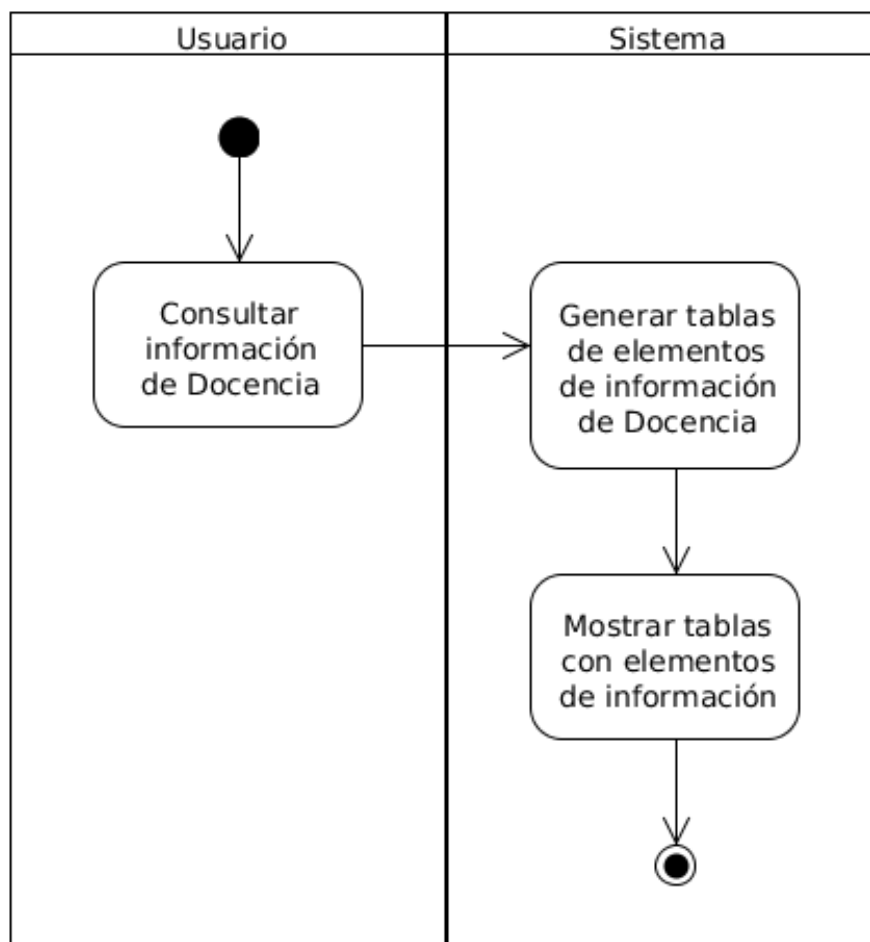 Usuario
Sistema
Consultar
información
de Docencia
Generar tablas
de elementos
de información
de Docencia
Mostrar tablas
con elementos
de información